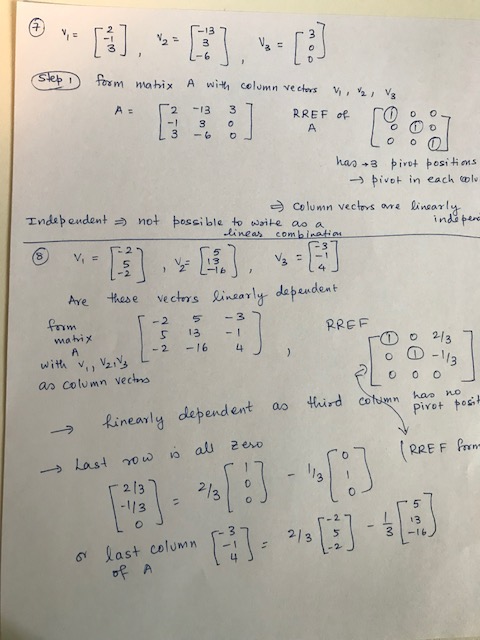 ⑦ V₁ = [2 -1 3] , V₂ = [-13 3 -6] , V₃ = [3 0 0]
Step 1 form matrix A with column vectors V₁, V₂, V₃
A = [2 -13 3
-1 3 0
3 -6 0]
RREF of A [1 0 0
0 1 0
0 0 1]
has → 3 pivot positions
→ pivot in each colu
⇒ column vectors are linearly indepen
Independent ⇒ not possible to write as a
linear combination
⑧ V₁ = [-2 5 -2] , V₂ = [5 13 -16] , V₃ = [-3 -1 4]
Are these vectors linearly dependent
form
matrix
A
with V₁, V₂, V₃
as column vectors
[-2 5 -3
5 13 -1
-2 -16 4] ,
RREF
[1 0 2/3
0 1 -1/3
0 0 0]
→ Linearly dependent as third column has no
pivot posit
→ Last row is all zero
(RREF Form
[2/3 -1/3 0] = 2/3 [1 0 0] - 1/3 [0 1 0]
or last column
of A
[-3 -1 4] = 2/3 [-2 5 -2] - 1/3 [5 13 -16]